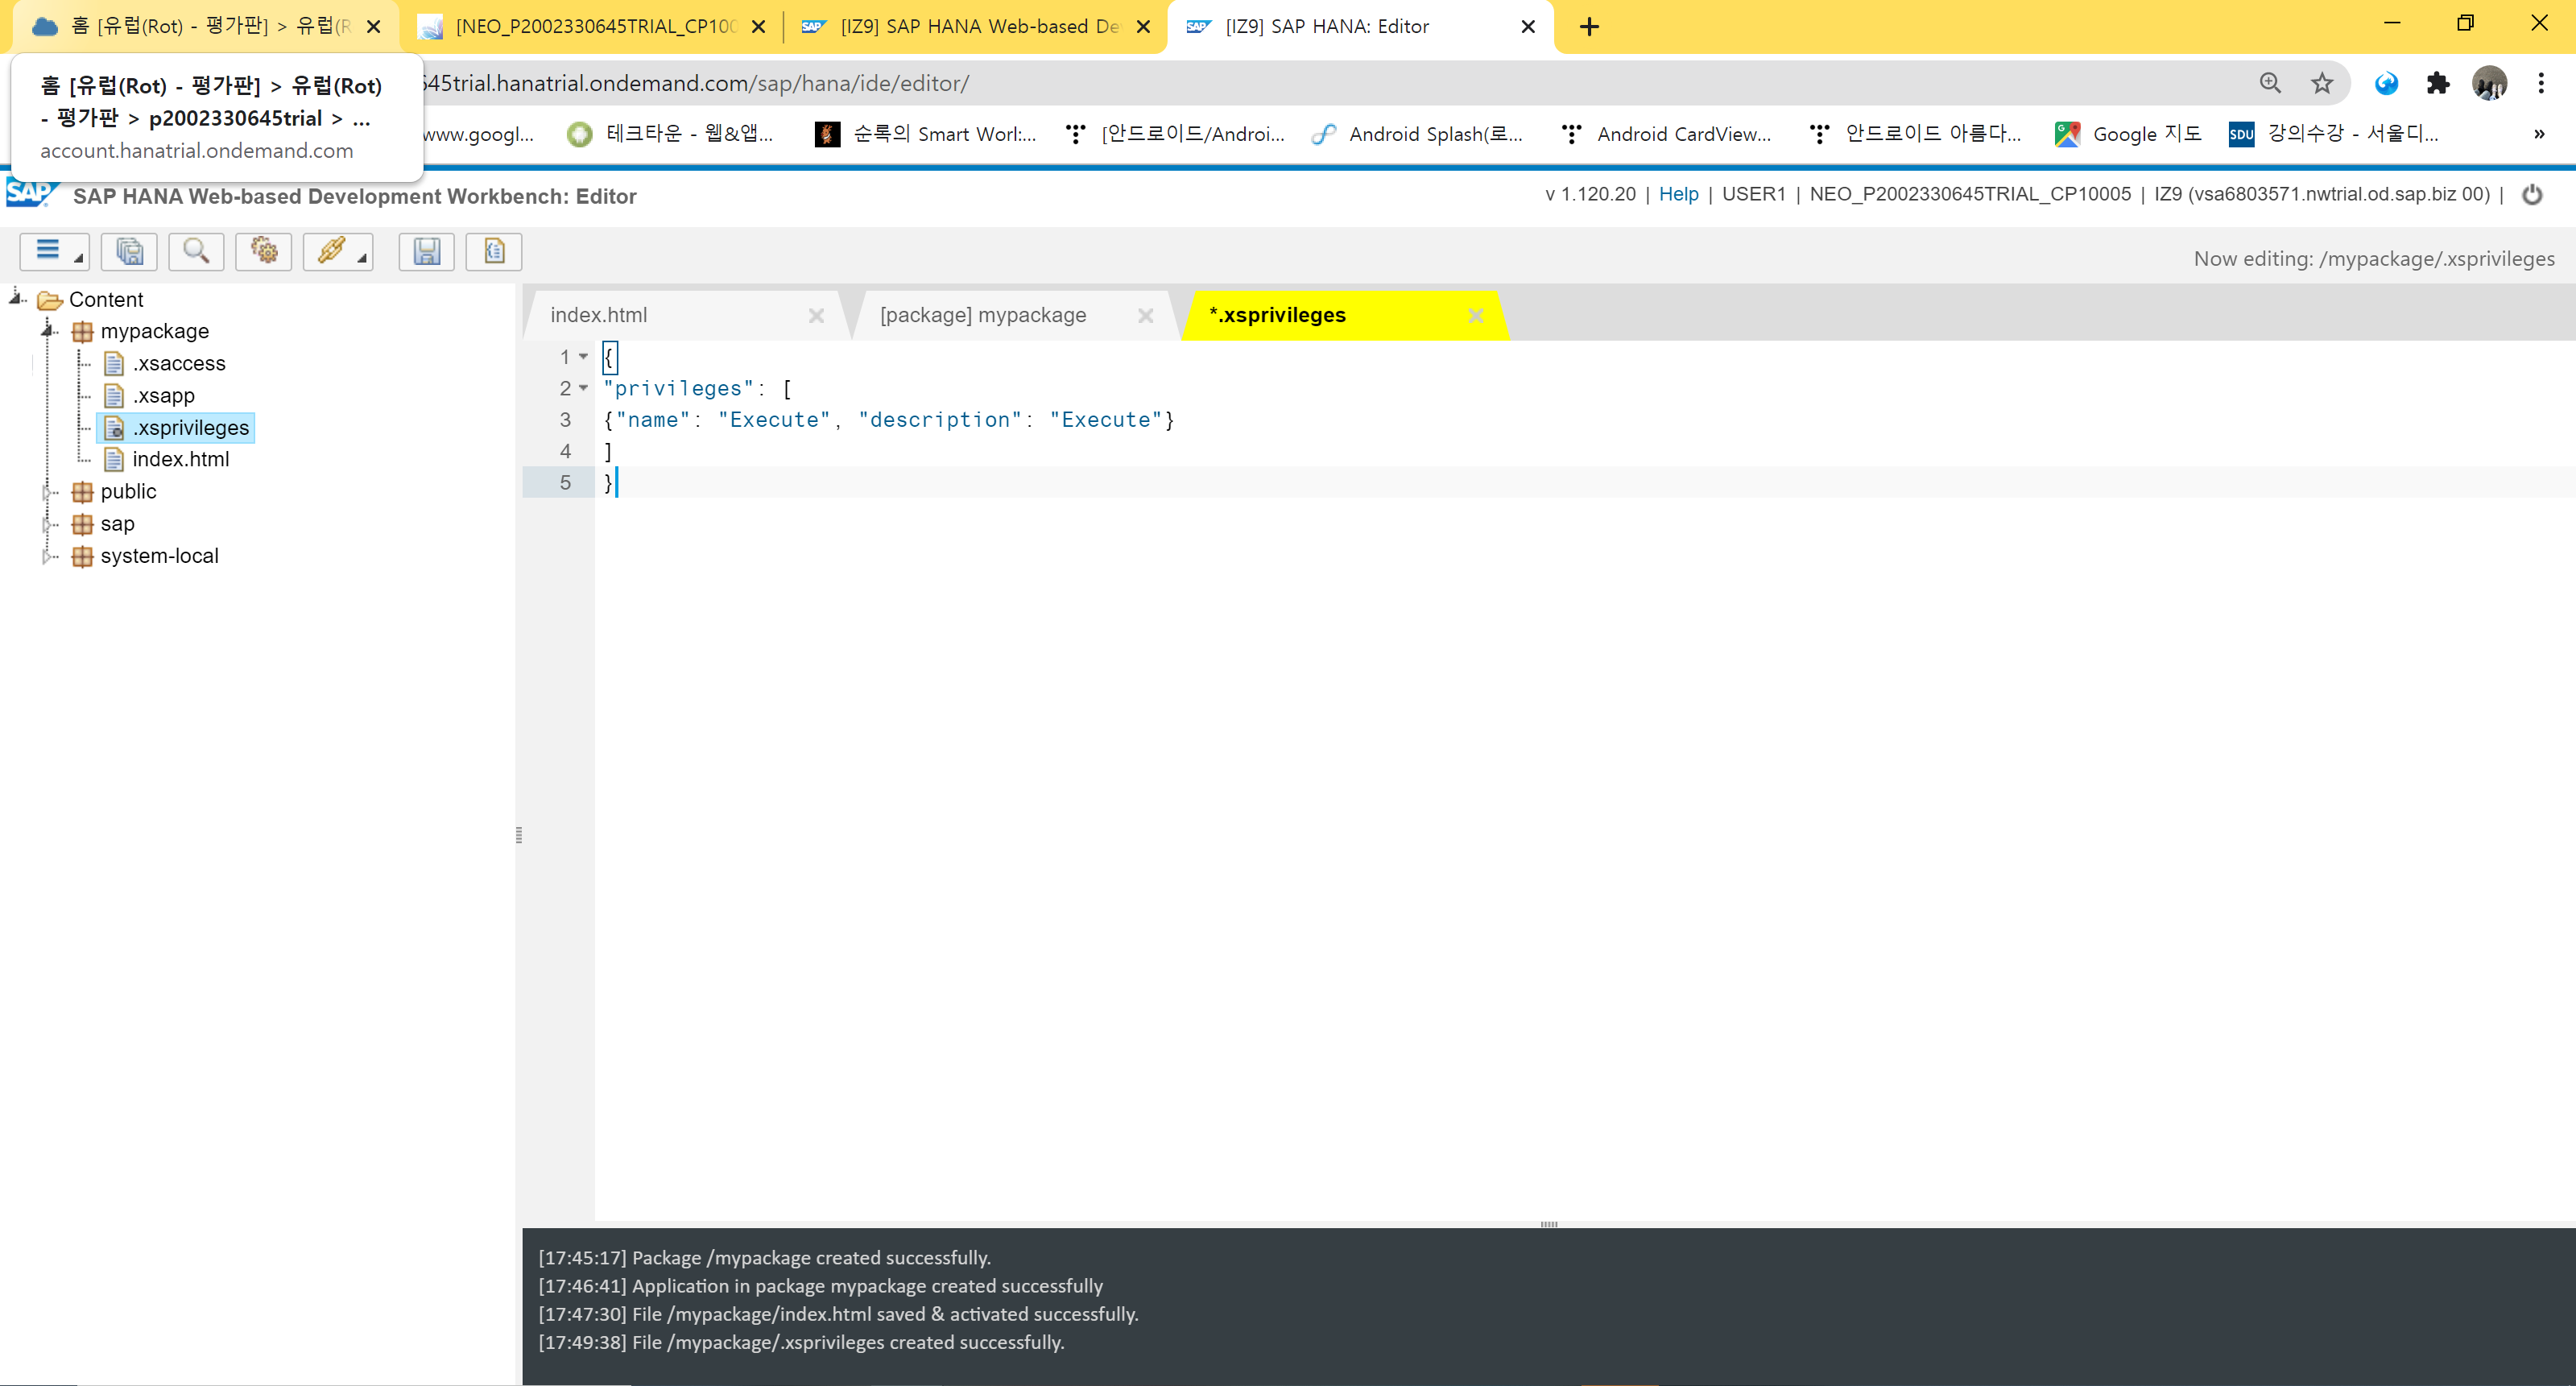 홈 [유럽(Rot) - 평가판] > 유럽(R
[NEO_P2002330645TRIAL_CP100
SAP [IZ9] SAP HANA Web-based De
SAP [IZ9] SAP HANA: Editor
홈 [유럽(Rot) - 평가판] > 유럽(Rot)
- 평가판 > p2002330645trial > ...
account.hanatrial.ondemand.com
645trial.hanatrial.ondemand.com/sap/hana/ide/editor/
www.googl...
테크타운 - 웹&앱...
순록의 Smart Worl:...
[안드로이드/Androi...
Android Splash(로...
Android CardView...
안드로이드 아름다...
Google 지도
SDU 강의수강 - 서울디...
»
SAP SAP HANA Web-based Development Workbench: Editor
v 1.120.20 | Help | USER1 | NEO_P2002330645TRIAL_CP10005 | IZ9 (vsa6803571.nwtrial.od.sap.biz 00) |
Now editing: /mypackage/.xsprivileges
Content
mypackage
.xsaccess
.xsapp
.xsprivileges
index.html
public
sap
system-local
index.html
[package] mypackage
*.xsprivileges
1 {
2 "privileges": [
3 {"name": "Execute", "description": "Execute"}
4 ]
5 }
[17:45:17] Package /mypackage created successfully.
[17:46:41] Application in package mypackage created successfully
[17:47:30] File /mypackage/index.html saved & activated successfully.
[17:49:38] File /mypackage/.xsprivileges created successfully.